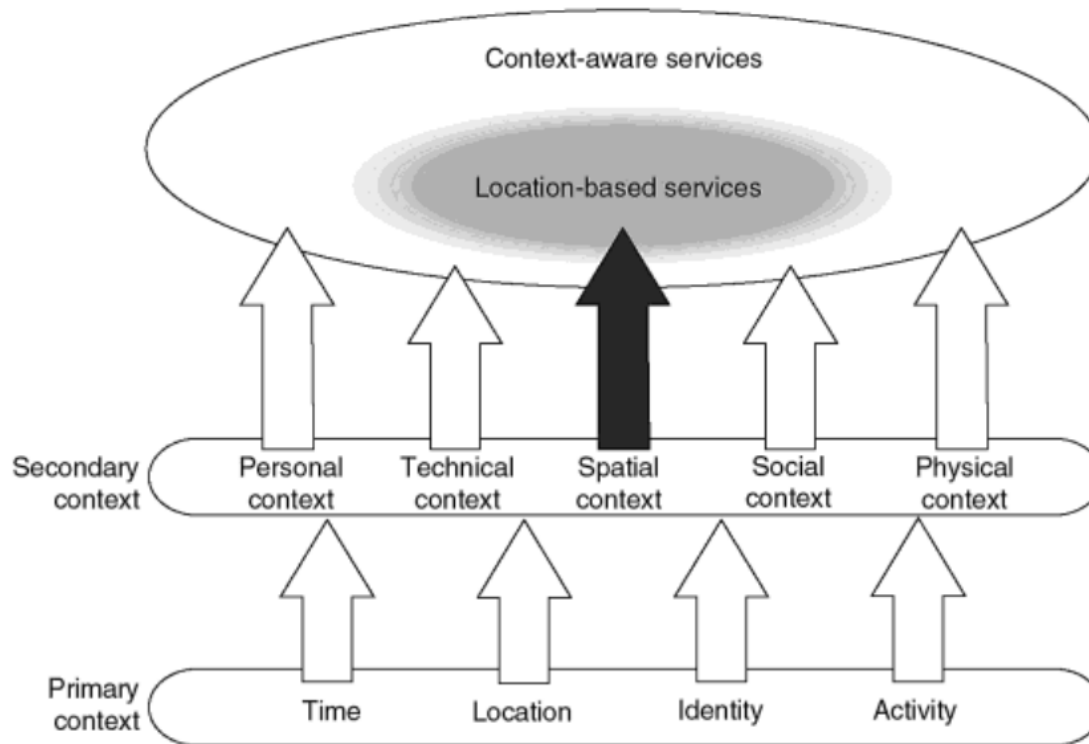 Context-aware services
Location-based services
Secondary context
Personal context
Technical context
Spatial context
Social context
Physical context
Primary context
Time
Location
Identity
Activity